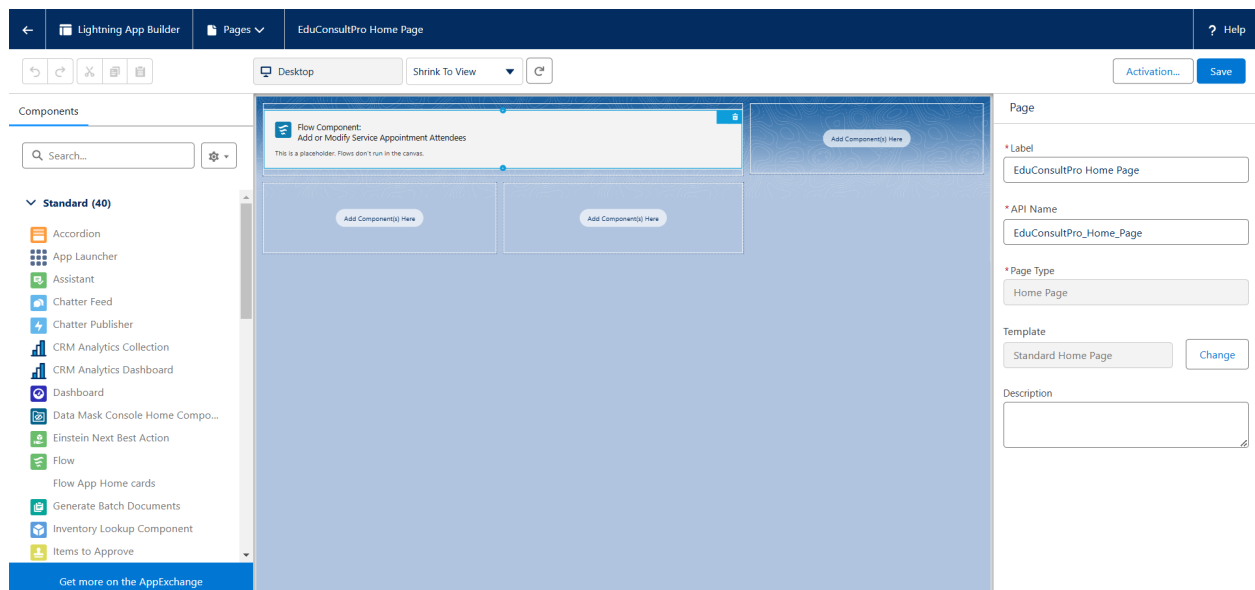 Lightning App Builder
Pages
EduConsultPro Home Page
? Help
Desktop
Shrink To View
Activation...
Save
Components
Search...
Standard (40)
Accordion
App Launcher
Assistant
Chatter Feed
Chatter Publisher
CRM Analytics Collection
CRM Analytics Dashboard
Dashboard
Data Mask Console Home Compo...
Einstein Next Best Action
Flow
Flow App Home cards
Generate Batch Documents
Inventory Lookup Component
Items to Approve
Get more on the AppExchange
Flow Component:
Add or Modify Service Appointment Attendees
This is a placeholder. Flows don't run in the canvas.
Add Component(s) Here
Add Component(s) Here
Add Component(s) Here
Page
*Label
EduConsultPro Home Page
*API Name
EduConsultPro_Home_Page
*Page Type
Home Page
Template
Standard Home Page
Change
Description